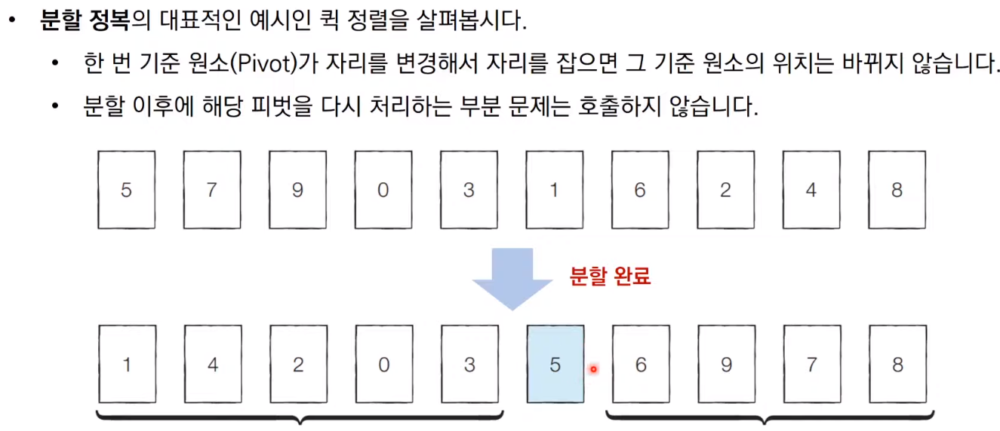 • 분할 정복의 대표적인 예시인 퀵 정렬을 살펴봅시다.
• 한 번 기준 원소(Pivot)가 자리를 변경해서 자리를 잡으면 그 기준 원소의 위치는 바뀌지 않습니다.
• 분할 이후에 해당 피벗을 다시 처리하는 부분 문제는 호출하지 않습니다.
5 7 9 0 3 1 6 2 4 8
분할 완료
1 4 2 0 3 5 6 9 7 8